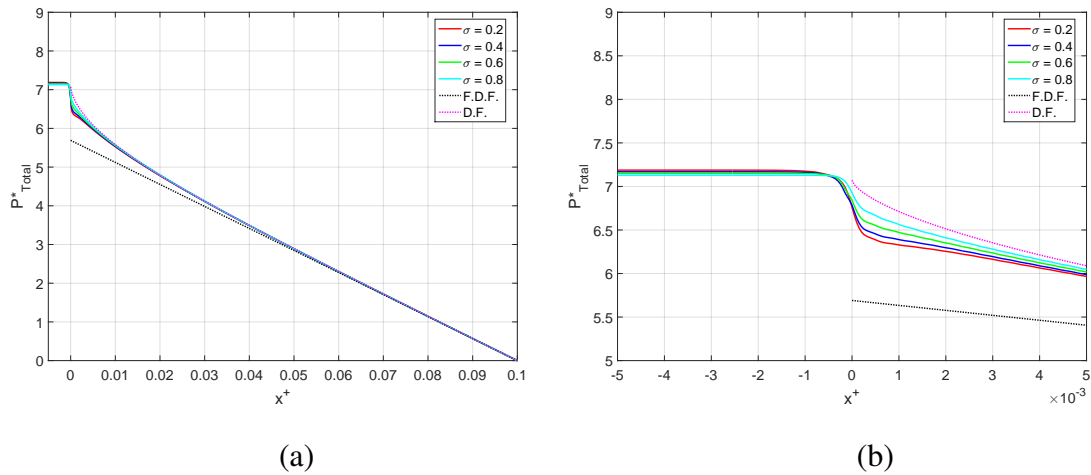 9
8
7
6
5
4
3
2
1
0
P*Total
0 0.01 0.02 0.03 0.04 0.05 0.06 0.07 0.08 0.09 0.1
x+
σ = 0.2
σ = 0.4
σ = 0.6
σ = 0.8
F.D.F.
D.F.
(a)
9
8.5
8
7.5
7
6.5
6
5.5
5
P*Total
-5 -4 -3 -2 -1 0 1 2 3 4 5
x+
×10-3
σ = 0.2
σ = 0.4
σ = 0.6
σ = 0.8
F.D.F.
D.F.
(b)